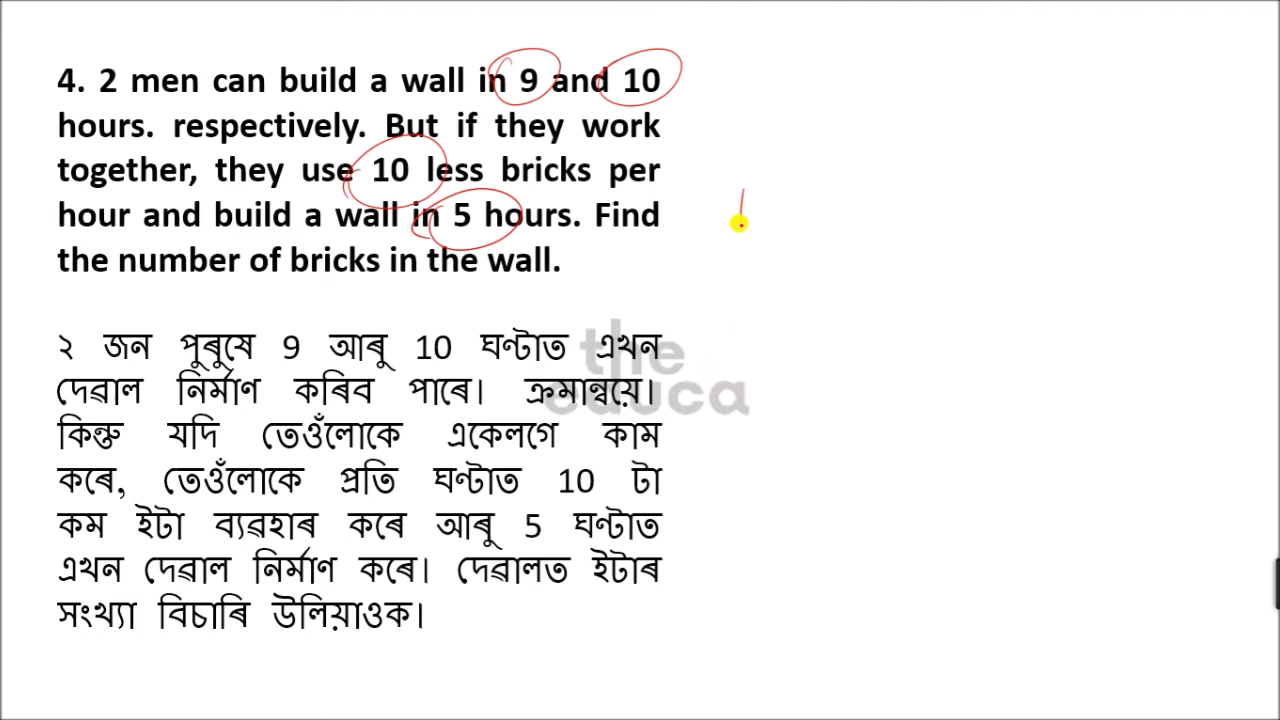 4. 2 men can build a wall in 9 and 10
hours. respectively. But if they work
together, they use 10 less bricks per
hour and build a wall in 5 hours. Find
the number of bricks in the wall.
the
educa
২ জন পুৰুষে 9 আৰু 10 ঘণ্টাত এখন
দেৱাল নিৰ্মাণ কৰিব পাৰে। ক্ৰমান্বয়ে।
কিন্তু যদি তেওঁলোকে একেলগে কাম
কৰে, তেওঁলোকে প্ৰতি ঘণ্টাত 10 টা
কম ইটা ব্যৱহাৰ কৰে আৰু 5 ঘণ্টাত
এখন দেৱাল নিৰ্মাণ কৰে। দেৱালত ইটাৰ
সংখ্যা বিচাৰি উলিয়াওক।